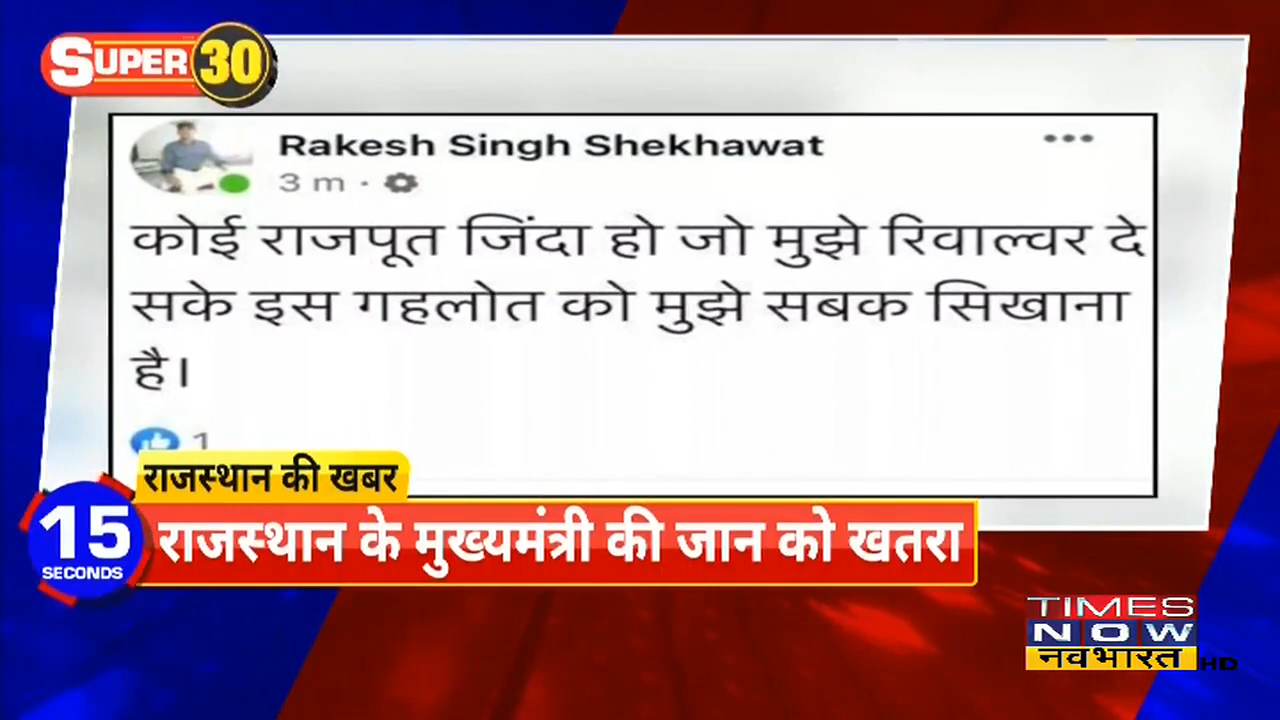 SUPER 30
Rakesh Singh Shekhawat
3 m ·
कोई राजपूत जिंदा हो जो मुझे रिवाल्वर दे
सके इस गहलोत को मुझे सबक सिखाना
है।
1
राजस्थान की खबर
15
SECONDS
राजस्थान के मुख्यमंत्री की जान को खतरा
TIMES
NOW
नवभारत HD